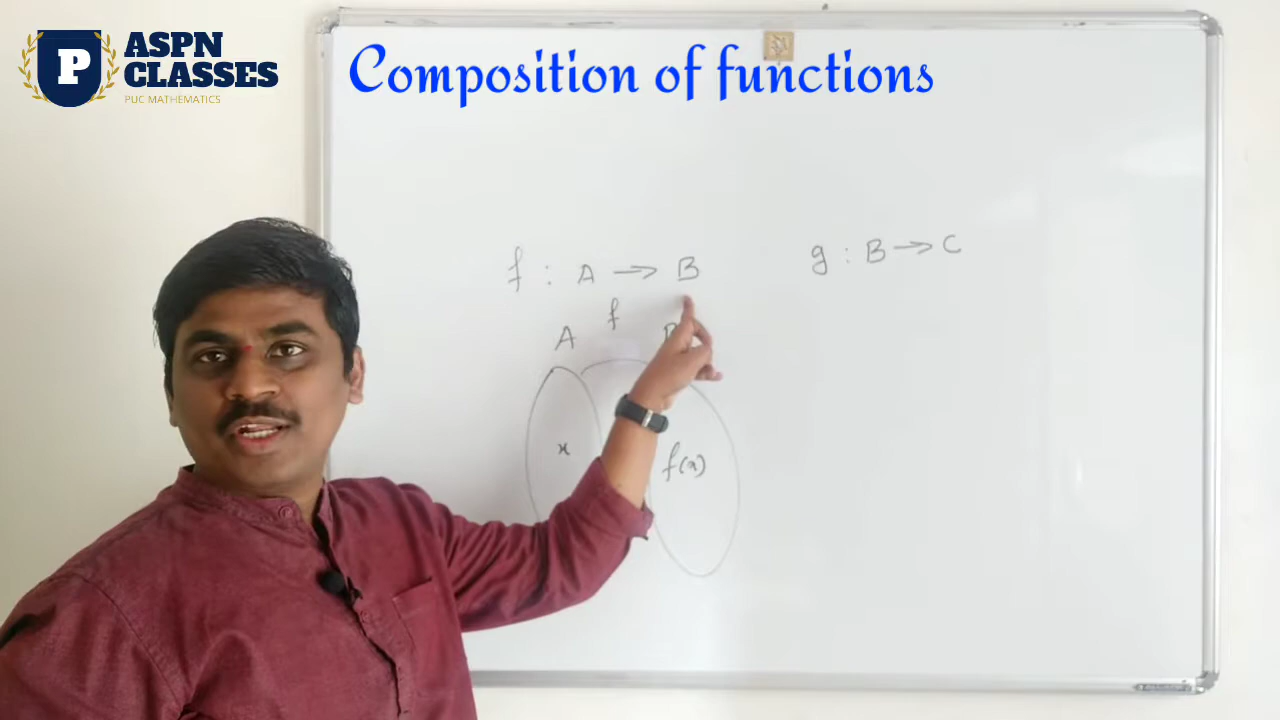 P
ASPN
CLASSES
PUC MATHEMATICS
Composition of functions
f : A → B
g : B → C
f
A
B
x
f(x)